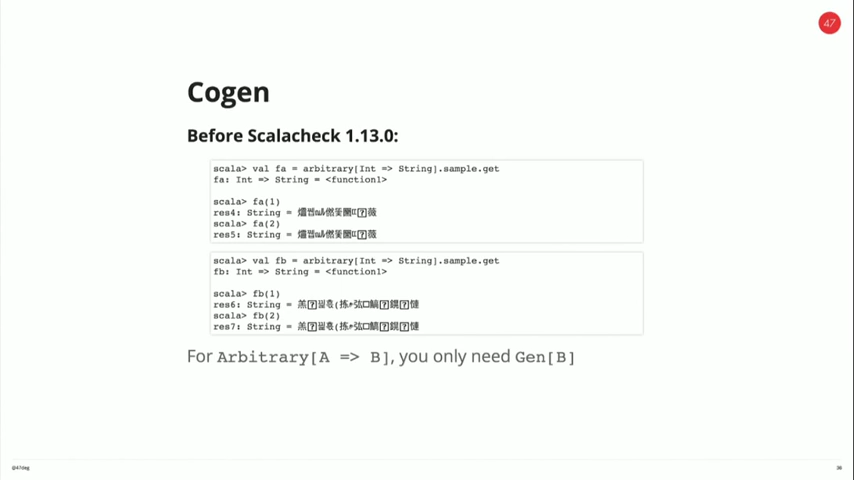 47
Cogen
Before Scalacheck 1.13.0:
scala> val fa = arbitrary[Int => String].sample.get
fa: Int => String = <function1>
scala> fa(1)
res4: String =
scala> fa(2)
res5: String =
scala> val fb = arbitrary[Int => String].sample.get
fb: Int => String = <function1>
scala> fb(1)
res6: String =
scala> fb(2)
res7: String =
For Arbitrary[A => B], you only need Gen[B]
@47deg
36